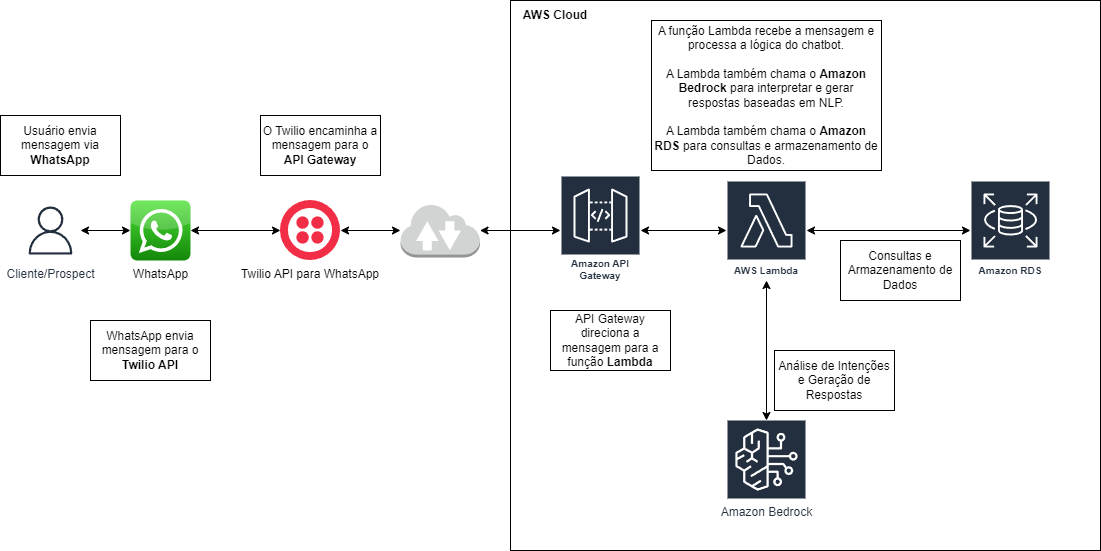 AWS Cloud
A função Lambda recebe a mensagem e
processa a lógica do chatbot.
A Lambda também chama o Amazon
Bedrock para interpretar e gerar
respostas baseadas em NLP.
A Lambda também chama o Amazon
RDS para consultas e armazenamento de
Dados.
Usuário envia
mensagem via
WhatsApp
O Twilio encaminha a
mensagem para o
API Gateway
Cliente/Prospect
WhatsApp
Twilio API para WhatsApp
Amazon API
Gateway
AWS Lambda
Consultas e
Armazenamento de
Dados
Amazon RDS
WhatsApp envia
mensagem para o
Twilio API
API Gateway
direciona a
mensagem para a
função Lambda
Análise de Intenções
e Geração de
Respostas
Amazon Bedrock